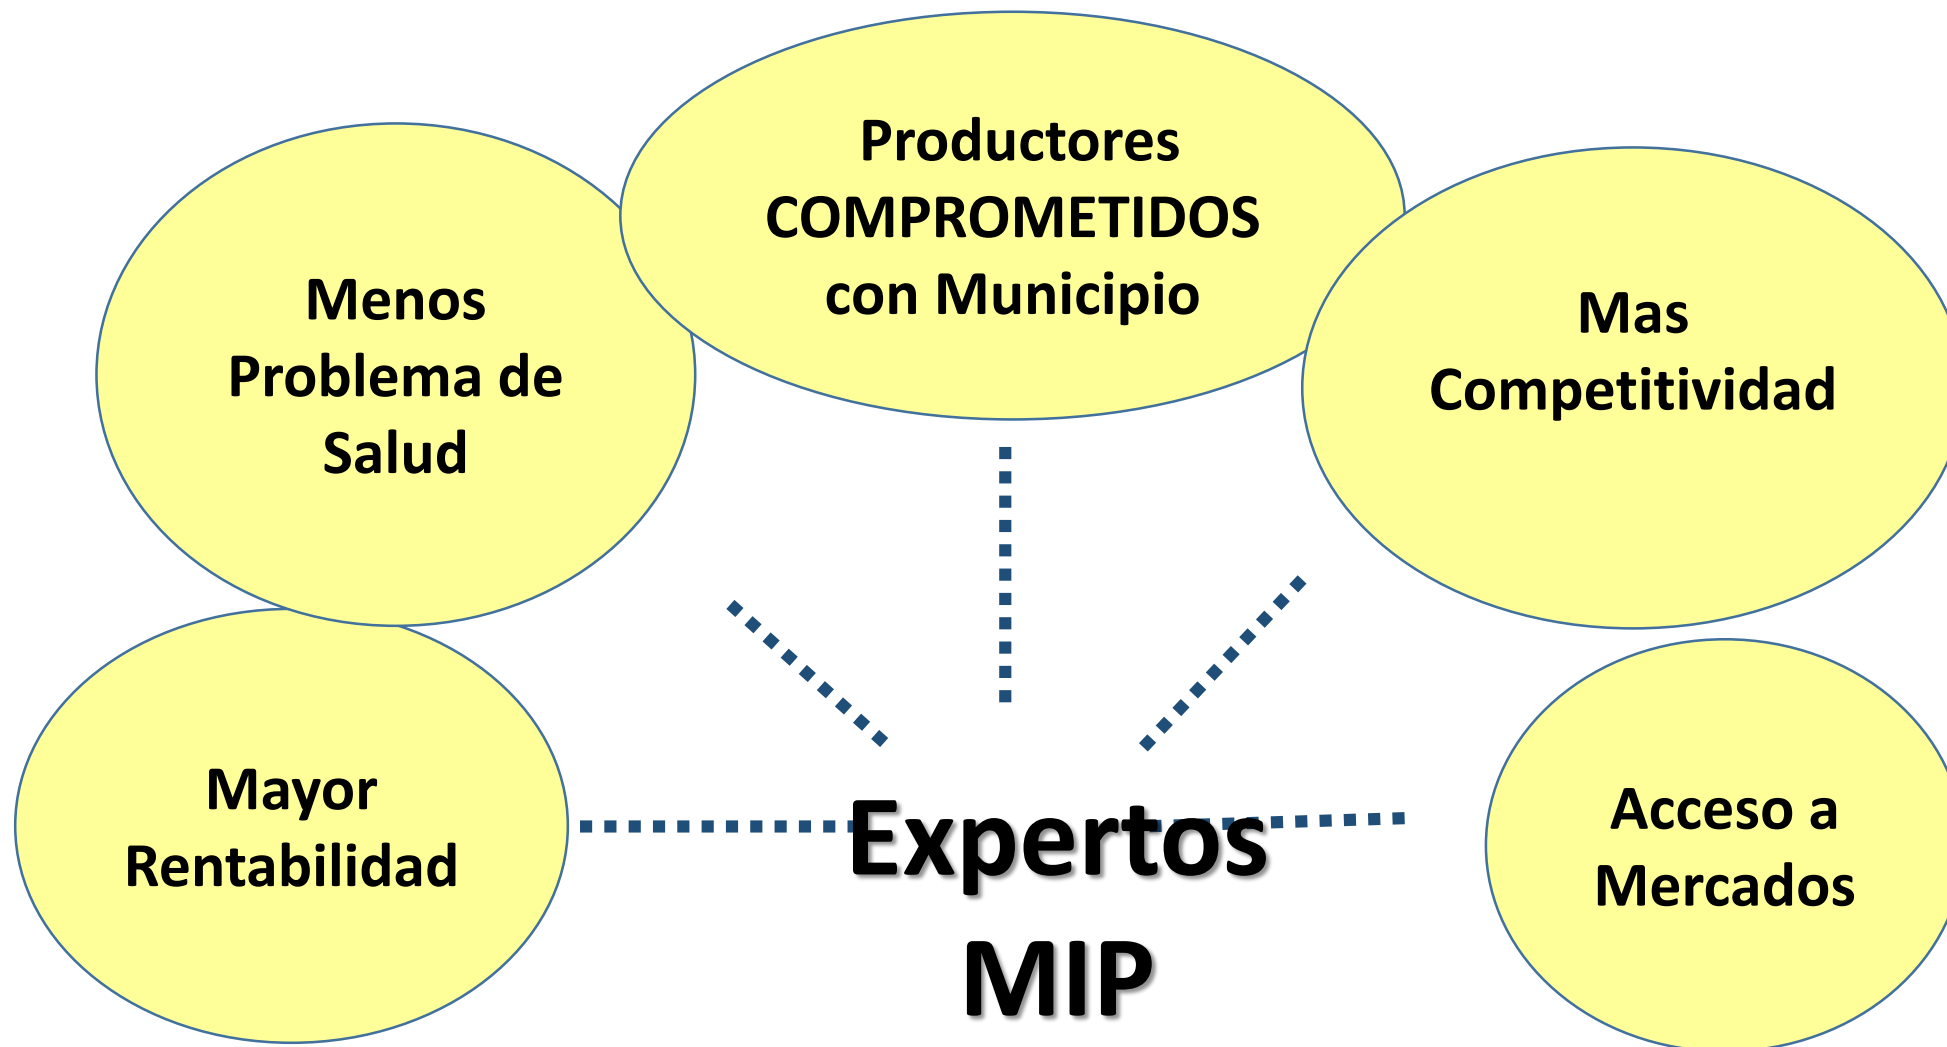 Productores
COMPROMETIDOS
con Municipio
Menos
Problema de
Salud
Mas
Competitividad
Mayor
Rentabilidad
Expertos
MIP
Acceso a
Mercados